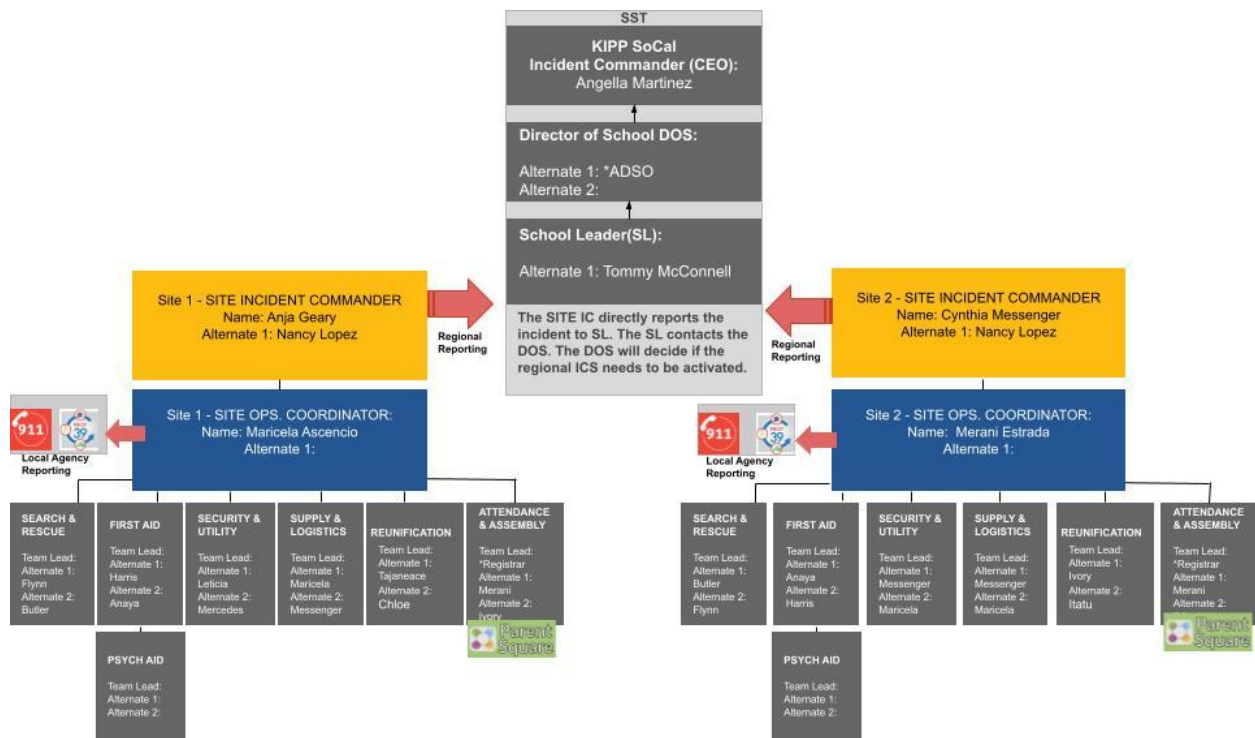 SST
KIPP SoCal
Incident Commander (CEO):
Angella Martinez
Director of School DOS:
Alternate 1: *ADSO
Alternate 2:
School Leader(SL):
Alternate 1: Tommy McConnell
The SITE IC directly reports the
incident to SL. The SL contacts the
DOS. The DOS will decide if the
regional ICS needs to be activated.
Site 1 - SITE INCIDENT COMMANDER
Name: Anja Geary
Alternate 1: Nancy Lopez
Regional
Reporting
Site 2 - SITE INCIDENT COMMANDER
Name: Cynthia Messenger
Alternate 1: Nancy Lopez
Regional
Reporting
Site 1 - SITE OPS. COORDINATOR:
Name: Maricela Ascencio
Alternate 1:
911
39
Local Agency
Reporting
Site 2 - SITE OPS. COORDINATOR:
Name: Merani Estrada
Alternate 1:
911
39
Local Agency
Reporting
SEARCH &
RESCUE
Team Lead:
Alternate 1:
Flynn
Alternate 2:
Butler
FIRST AID
Team Lead:
Alternate 1:
Harris
Alternate 2:
Anaya
SECURITY &
UTILITY
Team Lead:
Alternate 1:
Leticia
Alternate 2:
Mercedes
SUPPLY &
LOGISTICS
Team Lead:
Alternate 1:
Maricela
Alternate 2:
Messenger
REUNIFICATION
Team Lead:
Alternate 1:
Tajaneace
Alternate 2:
Chloe
ATTENDANCE
& ASSEMBLY
Team Lead:
*Registrar
Alternate 1:
Merani
Alternate 2:
Ivory
Parent
Square
PSYCH AID
Team Lead:
Alternate 1:
Alternate 2:
SEARCH &
RESCUE
Team Lead:
Alternate 1:
Butler
Alternate 2:
Flynn
FIRST AID
Team Lead:
Alternate 1:
Anaya
Alternate 2:
Harris
SECURITY &
UTILITY
Team Lead:
Alternate 1:
Messenger
Alternate 2:
Maricela
SUPPLY &
LOGISTICS
Team Lead:
Alternate 1:
Messenger
Alternate 2:
Maricela
REUNIFICATION
Team Lead:
Alternate 1:
Ivory
Alternate 2:
Itatu
ATTENDANCE
& ASSEMBLY
Team Lead:
*Registrar
Alternate 1:
Merani
Alternate 2:
Parent
Square
PSYCH AID
Team Lead:
Alternate 1:
Alternate 2: